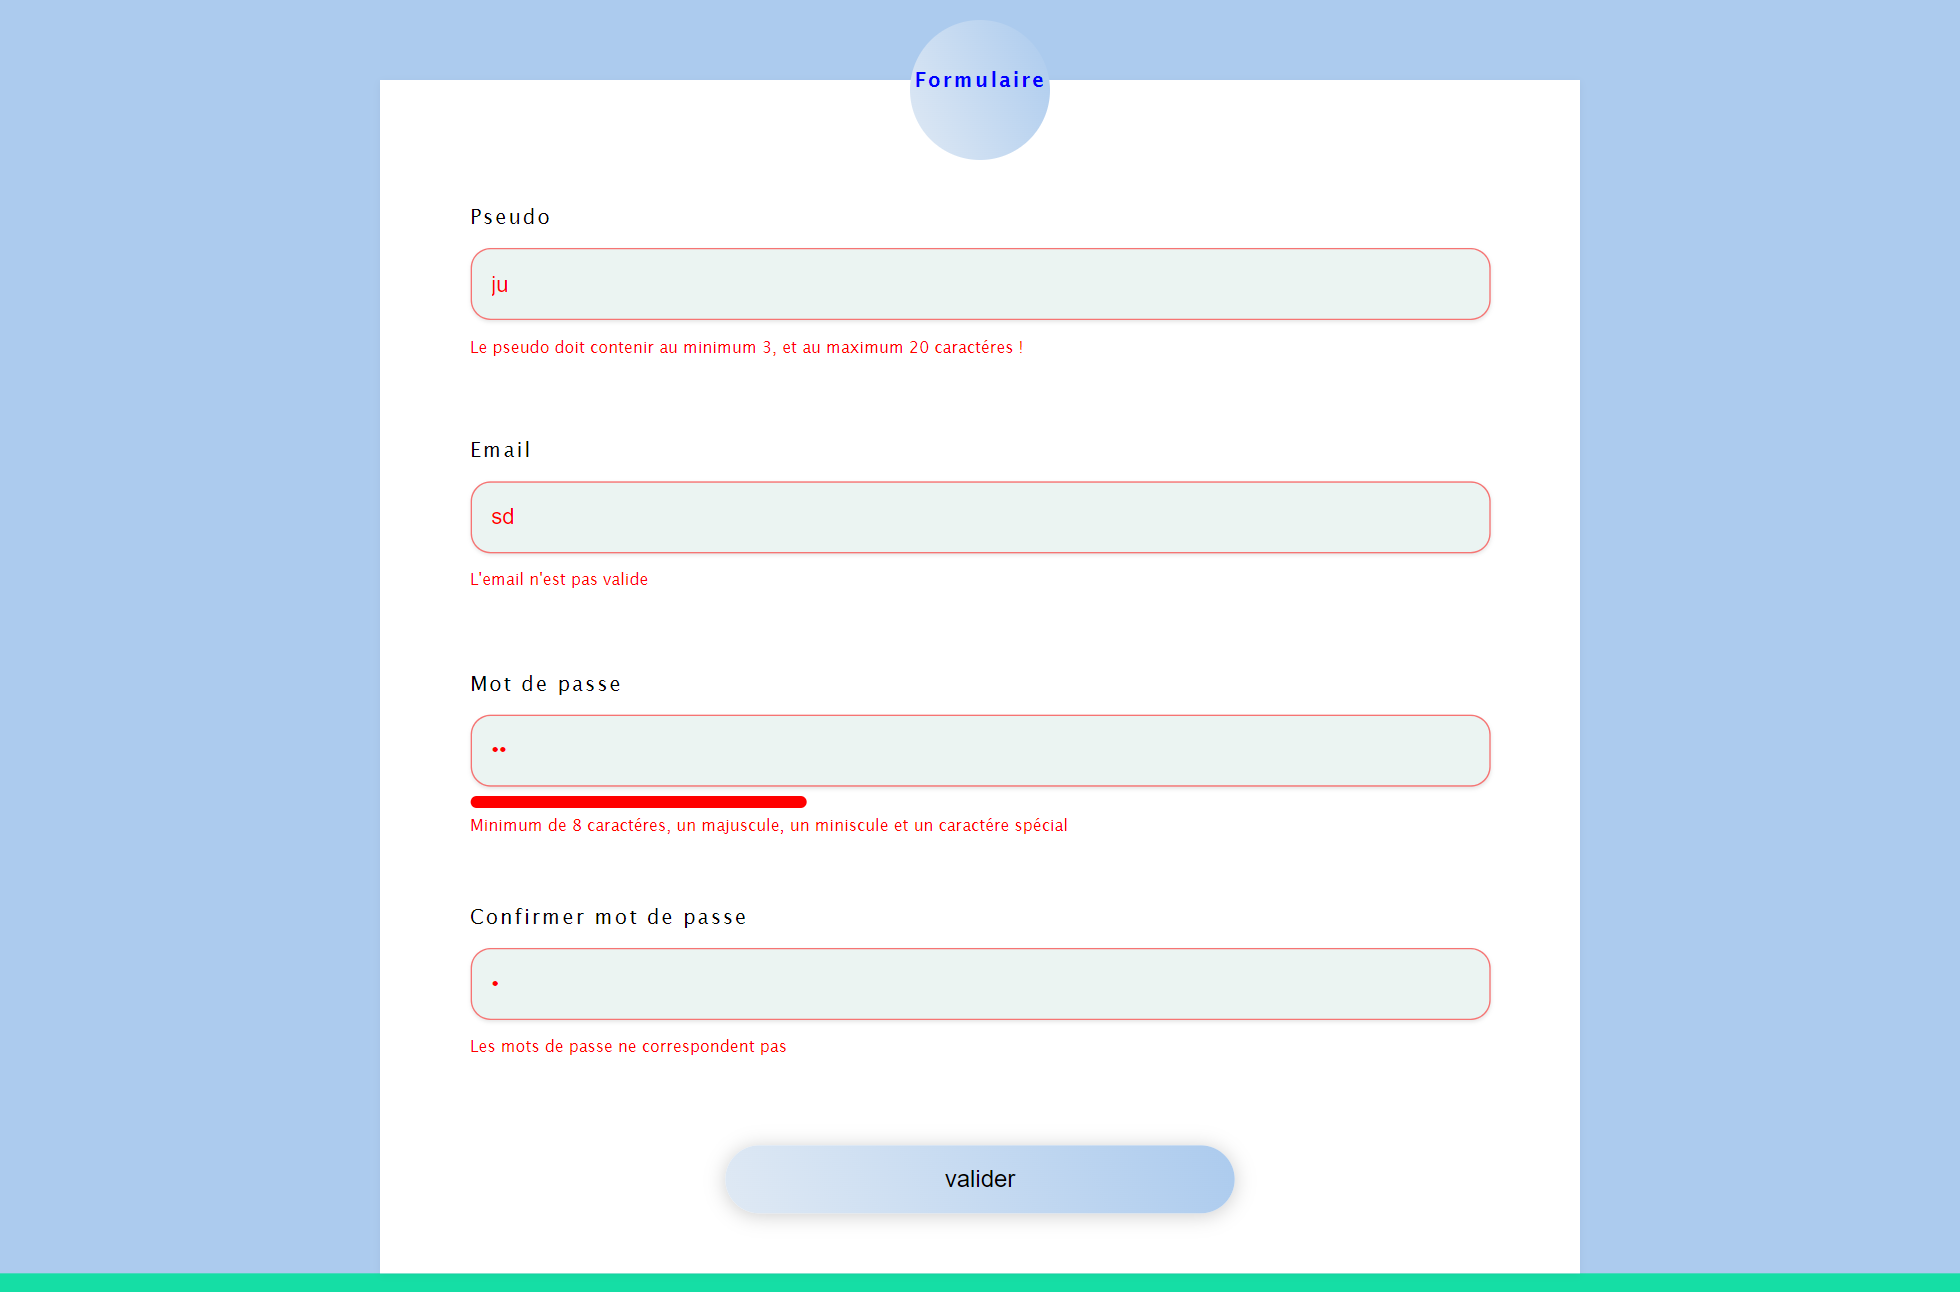 Formulaire
Pseudo
ju
Le pseudo doit contenir au minimum 3, et au maximum 20 caractéres !
Email
sd
L'email n'est pas valide
Mot de passe
••
Minimum de 8 caractéres, un majuscule, un miniscule et un caractére spécial
Confirmer mot de passe
•
Les mots de passe ne correspondent pas
valider